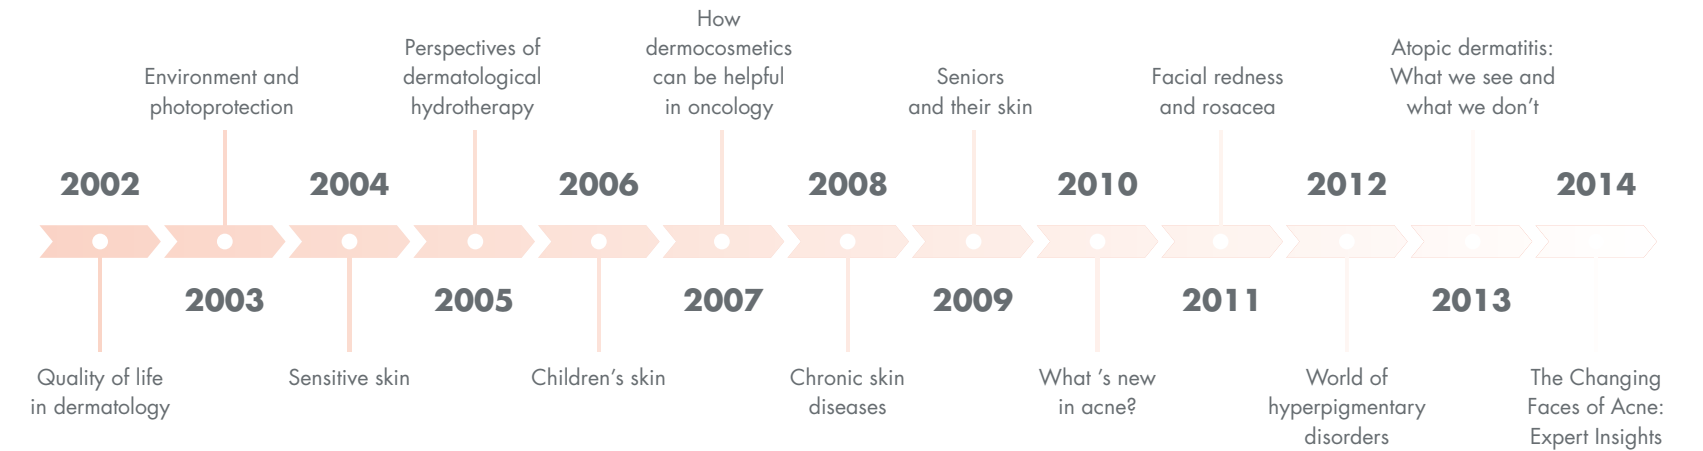 2002
Quality of life
in dermatology
Environment and
photoprotection
2003
2004
Sensitive skin
Perspectives of
dermatological
hydrotherapy
2005
2006
Children's skin
How
dermocosmetics
can be helpful
in oncology
2007
2008
Chronic skin
diseases
Seniors
and their skin
2009
2010
What 's new
in acne?
Facial redness
and rosacea
2011
2012
World of
hyperpigmentary
disorders
Atopic dermatitis:
What we see and
what we don't
2013
2014
The Changing
Faces of Acne:
Expert Insights